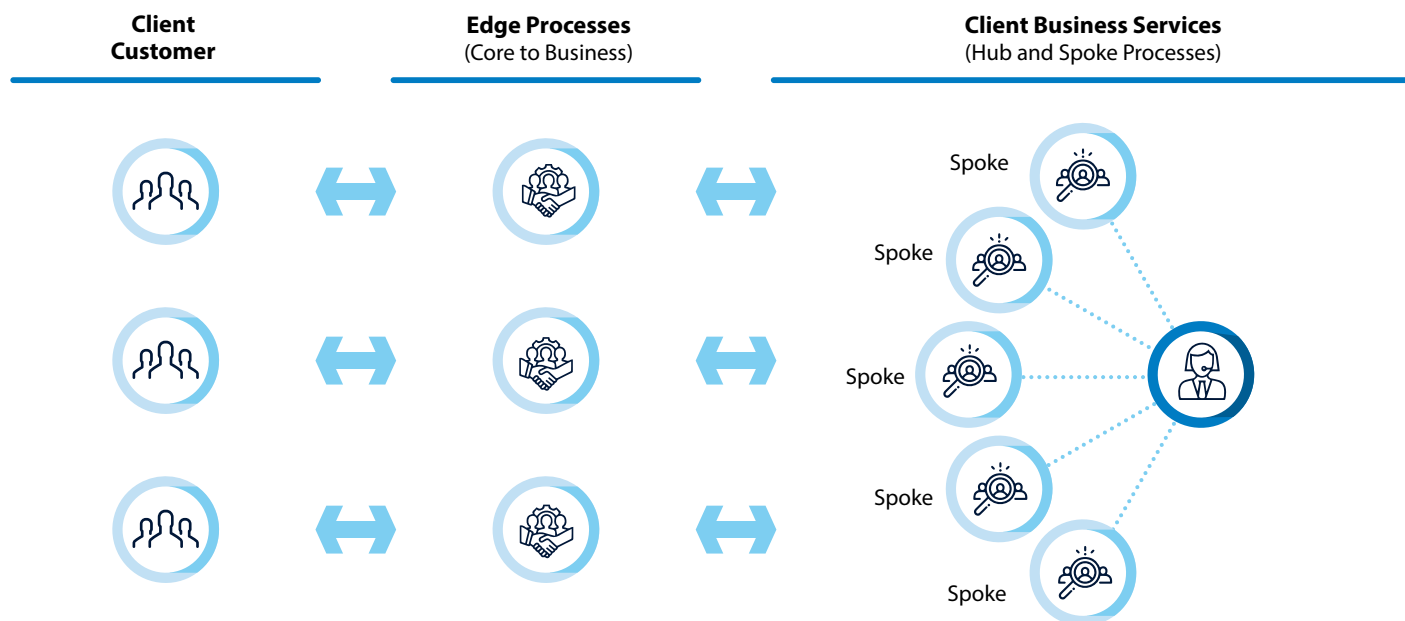 Client
Customer
Edge Processes
(Core to Business)
Client Business Services
(Hub and Spoke Processes)
Spoke
Spoke
Spoke
Spoke
Spoke